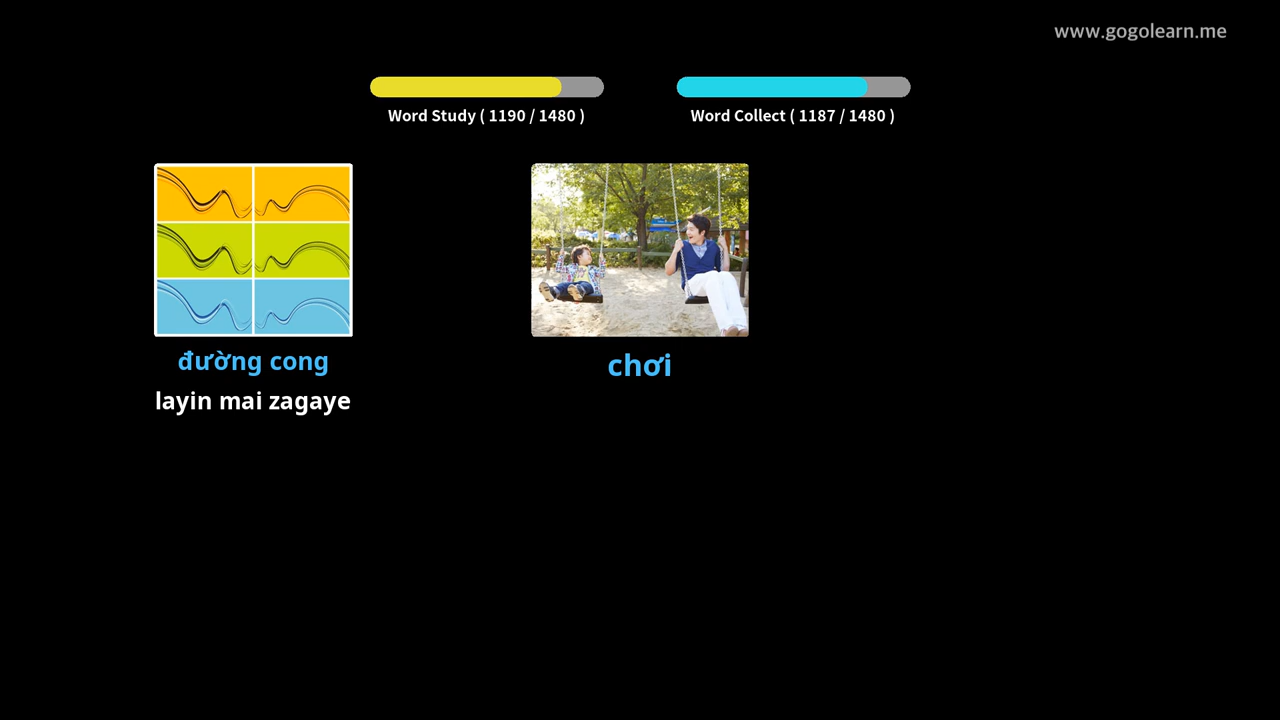 www.gogolearn.me
Word Study ( 1190 / 1480 )
Word Collect ( 1187 / 1480 )
đường cong
layin mai zagaye
chơi